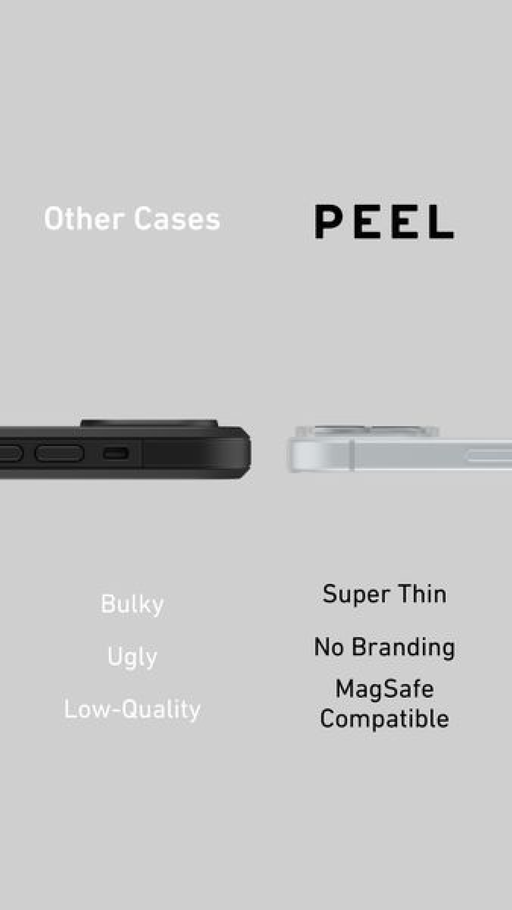 Other Cases
PEEL
Bulky
Ugly
Low-Quality
Super Thin
No Branding
MagSafe
Compatible